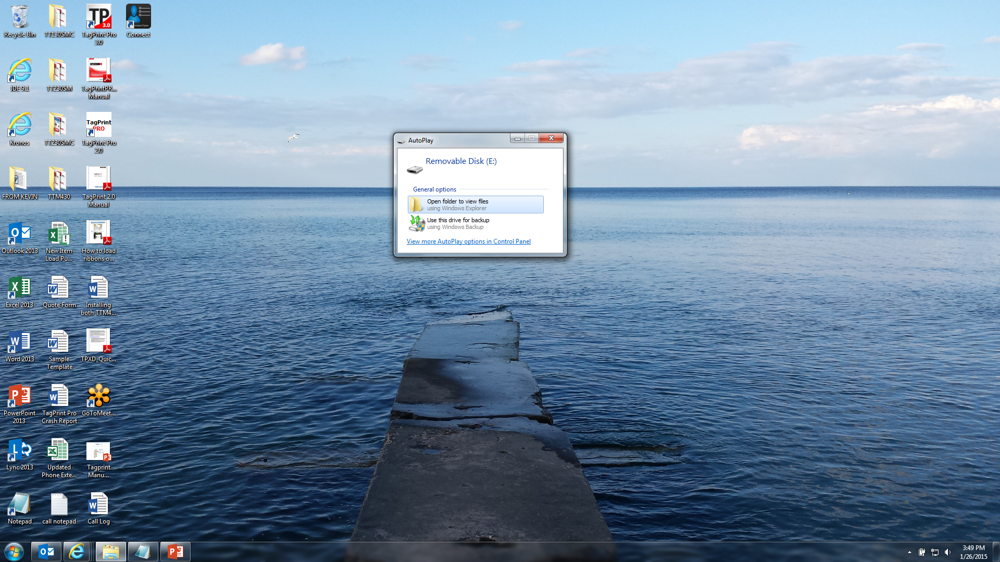 Recycle Bin
TT130SMC
TP
3.0
TagPrint Pro
3.0
Connect
JDE 9.1
TT230SM
TagPrintPR...
Manual
Kronos
TT230SMC
TagPrint
PRO
TagPrint Pro
2.0
FROM KEVIN
TTM430
TagPrint 2.0
Manual
Outlook 2013
New Item
Load Pu...
How to load
ribbons o...
Excel 2013
Quote Form
Installing
both TTM4...
Word 2013
Sample
Template
TPXD_Quic...
PowerPoint
2013
TagPrint Pro
Crash Report
GoToMeet...
Lync 2013
Updated
Phone Exte...
Tagprint
Manu...
Notepad
call notepad
Call Log
AutoPlay
Removable Disk (E:)
General options
Open folder to view files
using Windows Explorer
Use this drive for backup
using Windows Backup
View more AutoPlay options in Control Panel
3:49 PM
1/26/2015